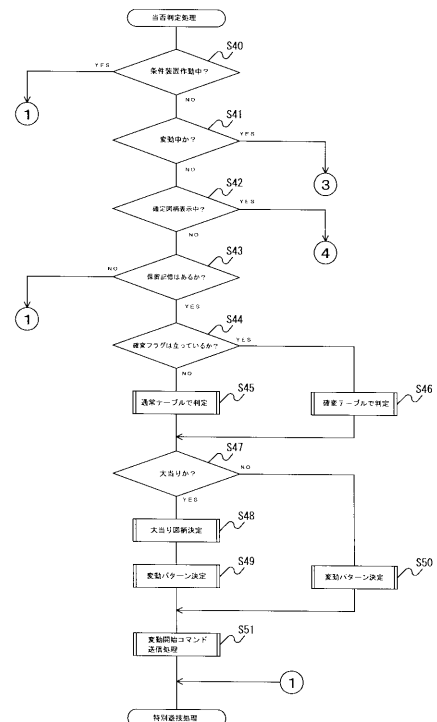 当否判定処理
S40
条件装置作動中？
YES
①
NO
S41
変動中か？
YES
③
NO
S42
確定図柄表示中？
YES
④
NO
S43
保留記憶はあるか？
NO
①
YES
S44
確変フラグは立っているか？
YES
NO
S45
通常テーブルで判定
S46
確変テーブルで判定
S47
大当りか？
NO
YES
S48
大当り図柄決定
S49
変動パターン決定
S50
変動パターン決定
S51
変動開始コマンド
送信処理
①
特別遊技処理